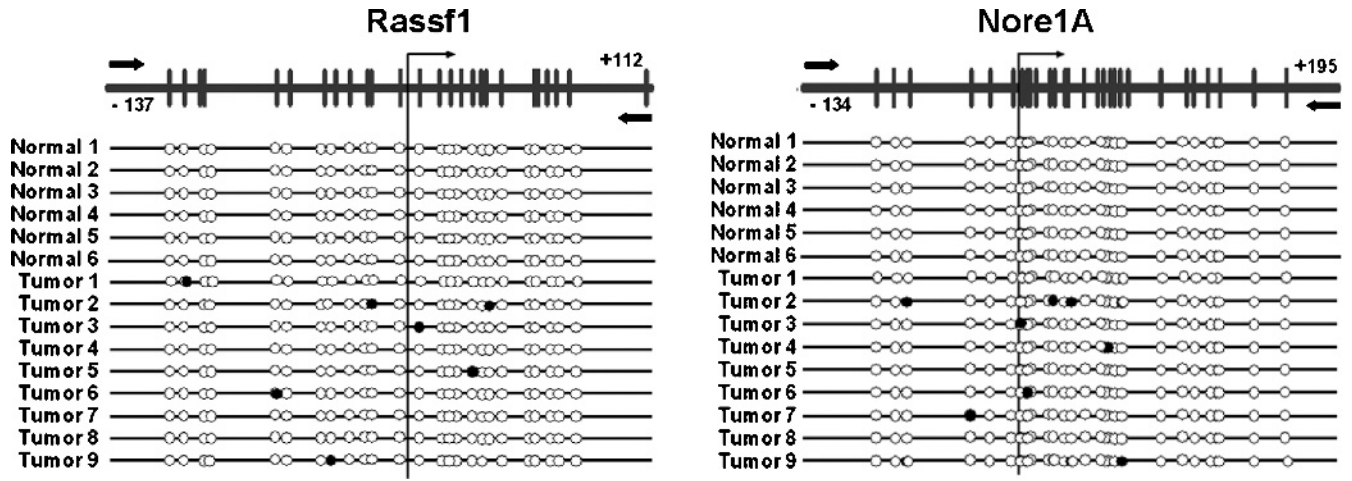 Rassf1
+112
- 137
Normal 1
Normal 2
Normal 3
Normal 4
Normal 5
Normal 6
Tumor 1
Tumor 2
Tumor 3
Tumor 4
Tumor 5
Tumor 6
Tumor 7
Tumor 8
Tumor 9
Nore1A
+195
- 134
Normal 1
Normal 2
Normal 3
Normal 4
Normal 5
Normal 6
Tumor 1
Tumor 2
Tumor 3
Tumor 4
Tumor 5
Tumor 6
Tumor 7
Tumor 8
Tumor 9